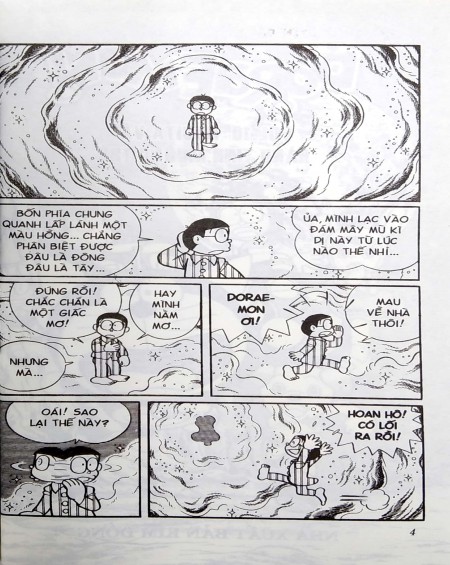 ỦA, MÌNH LẠC VÀO
ĐÁM MÂY MŨ KÌ
DỊ NÀY TỪ LÚC
NÀO THẾ NHỈ...
BỐN PHÍA CHUNG
QUANH LẤP LÁNH MỘT
MÀU HỒNG... CHẲNG
PHÂN BIỆT ĐƯỢC
ĐÂU LÀ ĐÔNG
ĐÂU LÀ TÂY...
MAU
VỀ NHÀ
THÔI!
DORAE-
MON
ƠI!
HAY
MÌNH
NẰM
MƠ...
ĐÚNG RỒI!
CHẮC CHẮN LÀ
MỘT GIẤC
MƠ!
NHƯNG
MÀ...
HOAN HÔ!
CÓ LỐI
RA RỒI!
OÁI! SAO
LẠI THẾ NÀY?
4